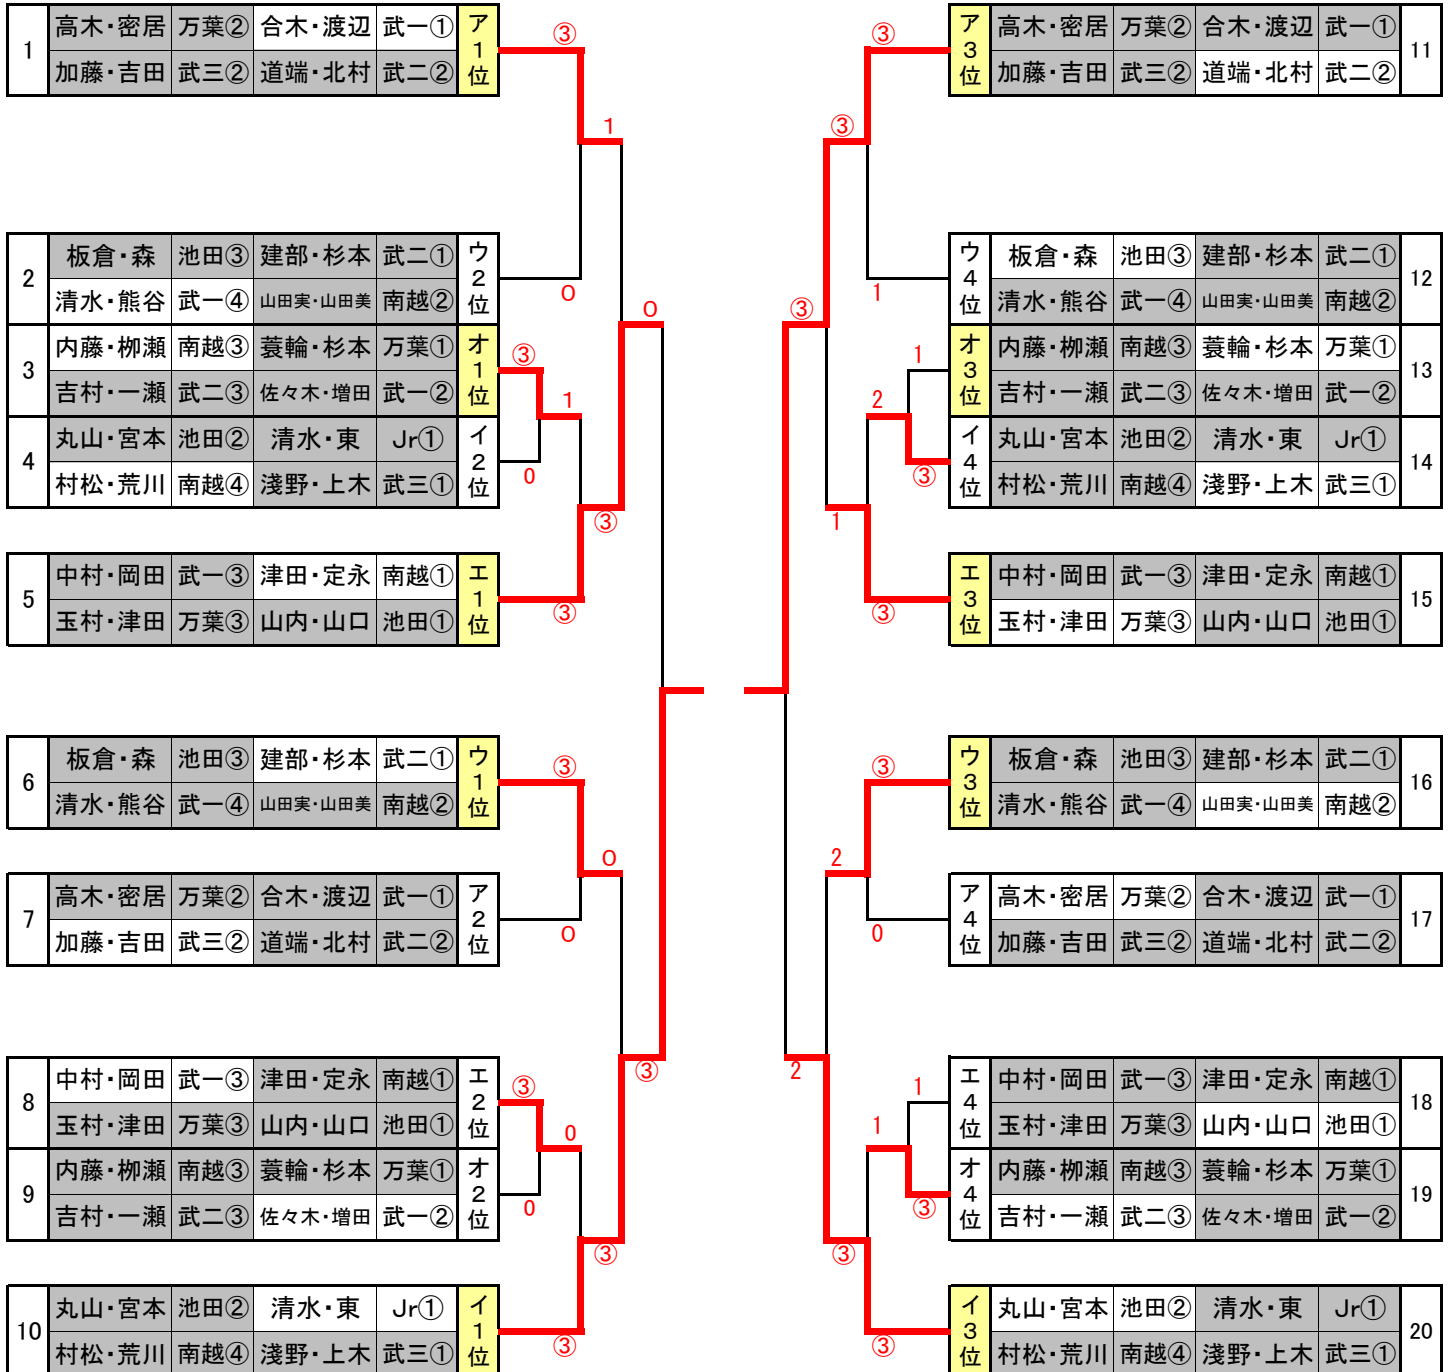 1 高木・密居 万葉② 合木・渡辺 武一① ア1位
加藤・吉田 武三② 道端・北村 武二②
③
1
2 板倉・森 池田③ 建部・杉本 武二① ウ2位
清水・熊谷 武一④ 山田実・山田美 南越②
0
0
3 内藤・栁瀬 南越③ 蓑輪・杉本 万葉① オ1位
吉村・一瀬 武二③ 佐々木・増田 武一②
③
1
4 丸山・宮本 池田② 清水・東 Jr① イ2位
村松・荒川 南越④ 淺野・上木 武三①
0
③
5 中村・岡田 武一③ 津田・定永 南越① エ1位
玉村・津田 万葉③ 山内・山口 池田①
③
6 板倉・森 池田③ 建部・杉本 武二① ウ1位
清水・熊谷 武一④ 山田実・山田美 南越②
③
0
7 高木・密居 万葉② 合木・渡辺 武一① ア2位
加藤・吉田 武三② 道端・北村 武二②
0
③
8 中村・岡田 武一③ 津田・定永 南越① エ2位
玉村・津田 万葉③ 山内・山口 池田①
③
0
9 内藤・栁瀬 南越③ 蓑輪・杉本 万葉① オ2位
吉村・一瀬 武二③ 佐々木・増田 武一②
0
③
10 丸山・宮本 池田② 清水・東 Jr① イ1位
村松・荒川 南越④ 淺野・上木 武三①
③
ア3位 高木・密居 万葉② 合木・渡辺 武一① 11
加藤・吉田 武三② 道端・北村 武二②
③
③
ウ4位 板倉・森 池田③ 建部・杉本 武二① 12
清水・熊谷 武一④ 山田実・山田美 南越②
1
③
オ3位 内藤・栁瀬 南越③ 蓑輪・杉本 万葉① 13
吉村・一瀬 武二③ 佐々木・増田 武一②
1
2
イ4位 丸山・宮本 池田② 清水・東 Jr① 14
村松・荒川 南越④ 淺野・上木 武三①
③
1
エ3位 中村・岡田 武一③ 津田・定永 南越① 15
玉村・津田 万葉③ 山内・山口 池田①
③
ウ3位 板倉・森 池田③ 建部・杉本 武二① 16
清水・熊谷 武一④ 山田実・山田美 南越②
③
2
ア4位 高木・密居 万葉② 合木・渡辺 武一① 17
加藤・吉田 武三② 道端・北村 武二②
0
2
エ4位 中村・岡田 武一③ 津田・定永 南越① 18
玉村・津田 万葉③ 山内・山口 池田①
1
1
オ4位 内藤・栁瀬 南越③ 蓑輪・杉本 万葉① 19
吉村・一瀬 武二③ 佐々木・増田 武一②
③
③
イ3位 丸山・宮本 池田② 清水・東 Jr① 20
村松・荒川 南越④ 淺野・上木 武三①
③